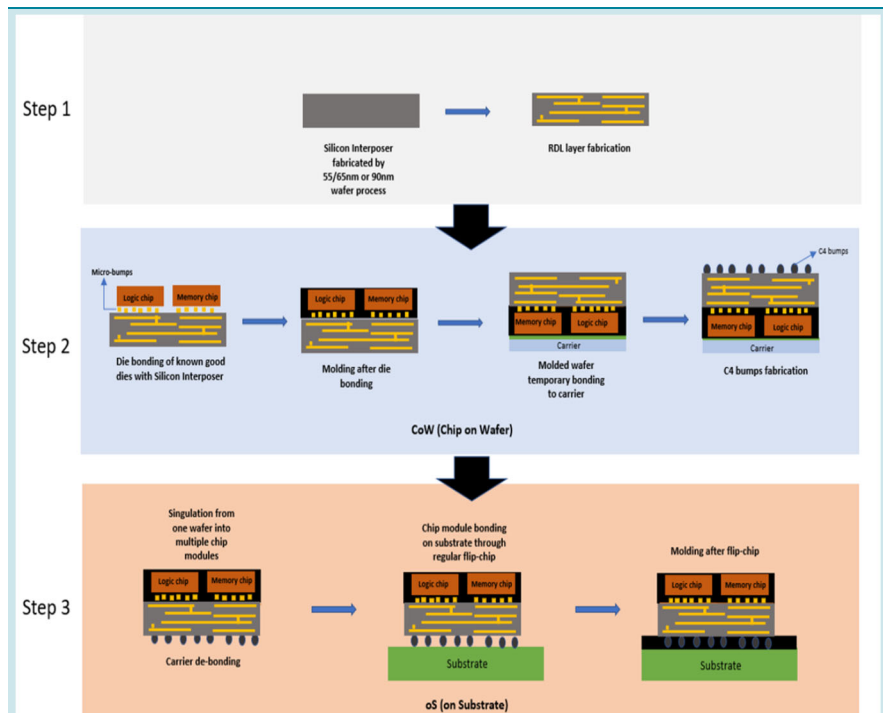 Step 1
Silicon Interposer
fabricated by
55/65nm or 90nm
wafer process
RDL layer fabrication
Step 2
Micro-bumps
Logic chip
Memory chip
Die bonding of known good
dies with Silicon Interposer
Logic chip
Memory chip
Molding after die
bonding
Memory chip
Logic chip
Carrier
Molded wafer
temporary bonding
to carrier
C4 bumps
Memory chip
Logic chip
Carrier
C4 bumps fabrication
CoW (Chip on Wafer)
Step 3
Singulation from
one wafer into
multiple chip
modules
Logic chip
Memory chip
Carrier de-bonding
Chip module bonding
on substrate through
regular flip-chip
Logic chip
Memory chip
Substrate
Molding after flip-chip
Logic chip
Memory chip
Substrate
oS (on Substrate)